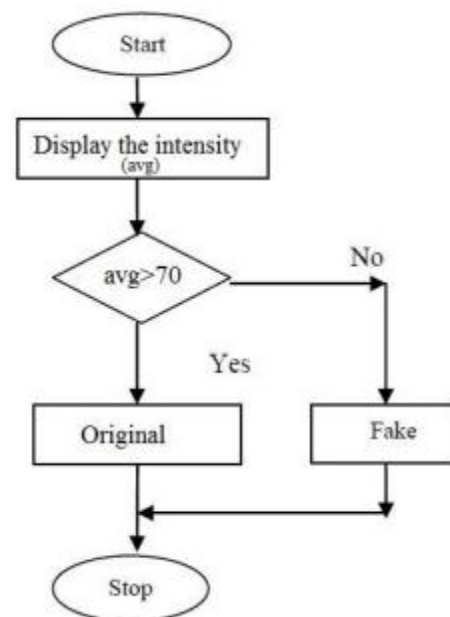 Start
Display the intensity
(avg)
avg>70
No
Yes
Original
Fake
Stop